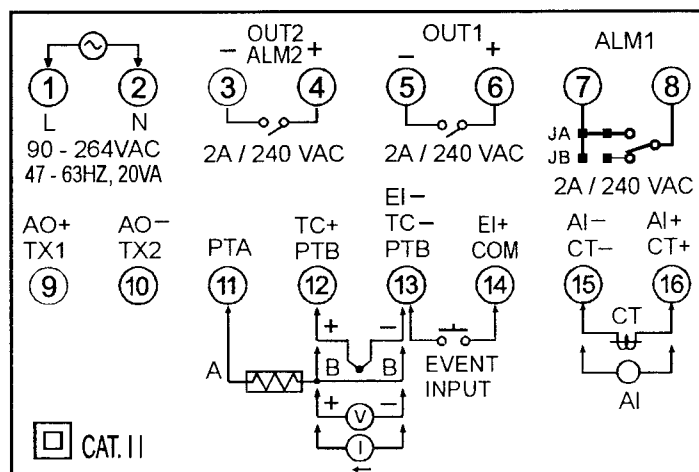 OUT2
ALM2
OUT1
ALM1
− +
− +
1 2 3 4 5 6 7 8
L N
JA
JB
90 - 264VAC
47 - 63HZ, 20VA
2A / 240 VAC
2A / 240 VAC
2A / 240 VAC
AO+
TX1
AO−
TX2
PTA
TC+
PTB
EI−
TC−
PTB
EI+
COM
AI−
CT−
AI+
CT+
9 10 11 12 13 14 15 16
+ −
CT
A B B
EVENT
INPUT
AI
+ V −
I
CAT. II